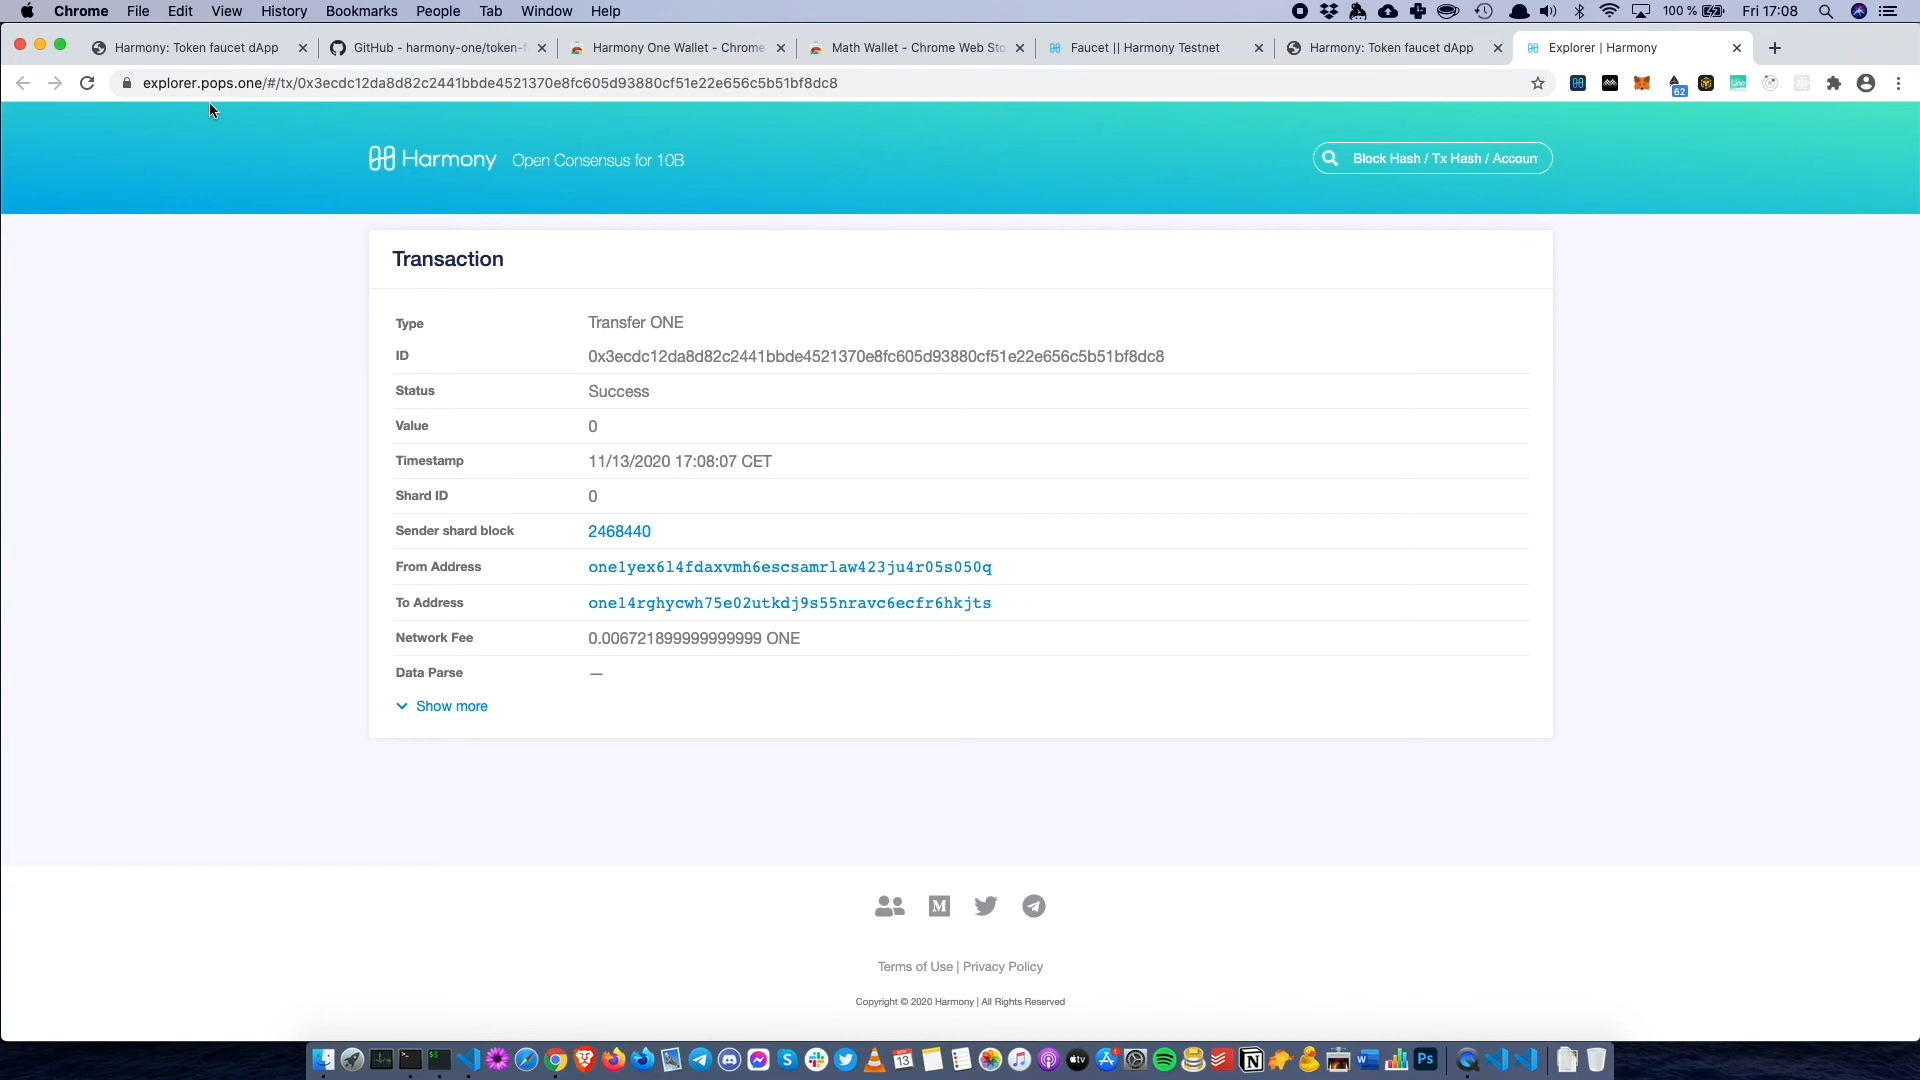 Chrome File Edit View History Bookmarks People Tab Window Help 100 % Fri 17:08
Harmony: Token faucet dApp GitHub - harmony-one/token-f Harmony One Wallet - Chrome Math Wallet - Chrome Web Sto Faucet || Harmony Testnet Harmony: Token faucet dApp Explorer | Harmony
explorer.pops.one/#/tx/0x3ecdc12da8d82c2441bbde4521370e8fc605d93880cf51e22e656c5b51bf8dc8 62
Harmony Open Consensus for 10B Block Hash / Tx Hash / Accoun
Transaction
Type Transfer ONE
ID 0x3ecdc12da8d82c2441bbde4521370e8fc605d93880cf51e22e656c5b51bf8dc8
Status Success
Value 0
Timestamp 11/13/2020 17:08:07 CET
Shard ID 0
Sender shard block 2468440
From Address one1yex6l4fdaxvmh6escsamrlaw423ju4r05s050q
To Address one14rghycwh75e02utkdj9s55nravc6ecfr6hkjts
Network Fee 0.006721899999999999 ONE
Data Parse —
Show more
Terms of Use | Privacy Policy
Copyright © 2020 Harmony | All Rights Reserved